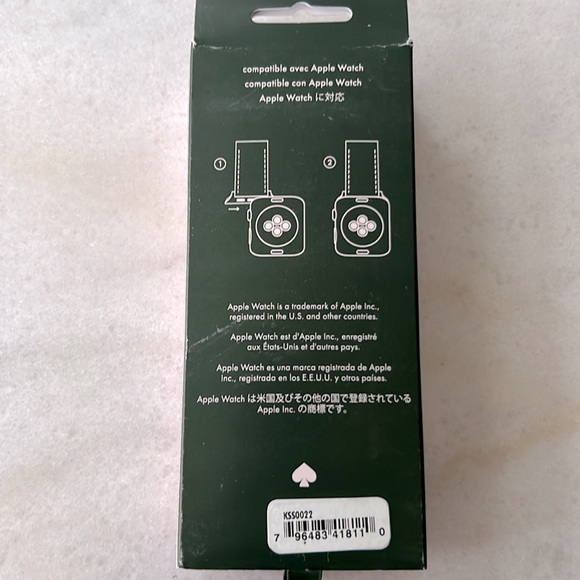 compatible avec Apple Watch
compatible con Apple Watch
Apple Watch に対応
1
2
Apple Watch is a trademark of Apple Inc.,
registered in the U.S. and other countries.
Apple Watch est d'Apple Inc., enregistré
aux États-Unis et d'autres pays.
Apple Watch es una marca registrada de Apple
Inc., registrada en los E.E.U.U. y otros países.
Apple Watch は米国及びその他の国で登録されている
Apple Inc. の商標です。
KSS0022
7 96483 41811 0